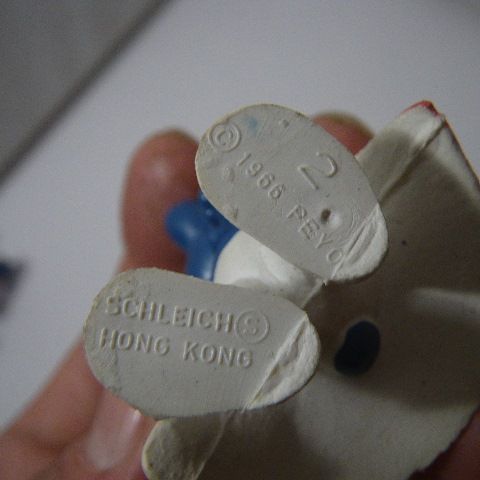 © 2
1966 PEYO
SCHLEICH Ⓢ
HONG KONG